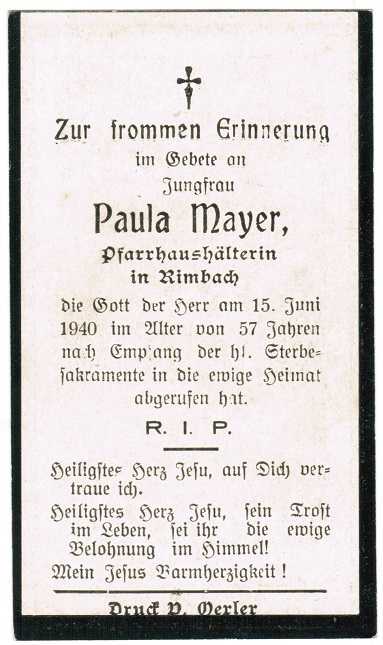 Zur frommen Erinnerung
im Gebete an
Jungfrau
Paula Mayer,
Pfarrhaushälterin
in Rimbach
die Gott der Herr am 15. Juni
1940 im Alter von 57 Jahren
nach Empfang der hl. Sterbe-
sakramente in die ewige Heimat
abgerufen hat.
R. I. P.
Heiligstes Herz Jesu, auf Dich ver-
traue ich.
Heiligstes Herz Jesu, sein Trost
im Leben, sei ihr die ewige
Belohnung im Himmel!
Mein Jesus Barmherzigkeit!
Druck V. Oexler